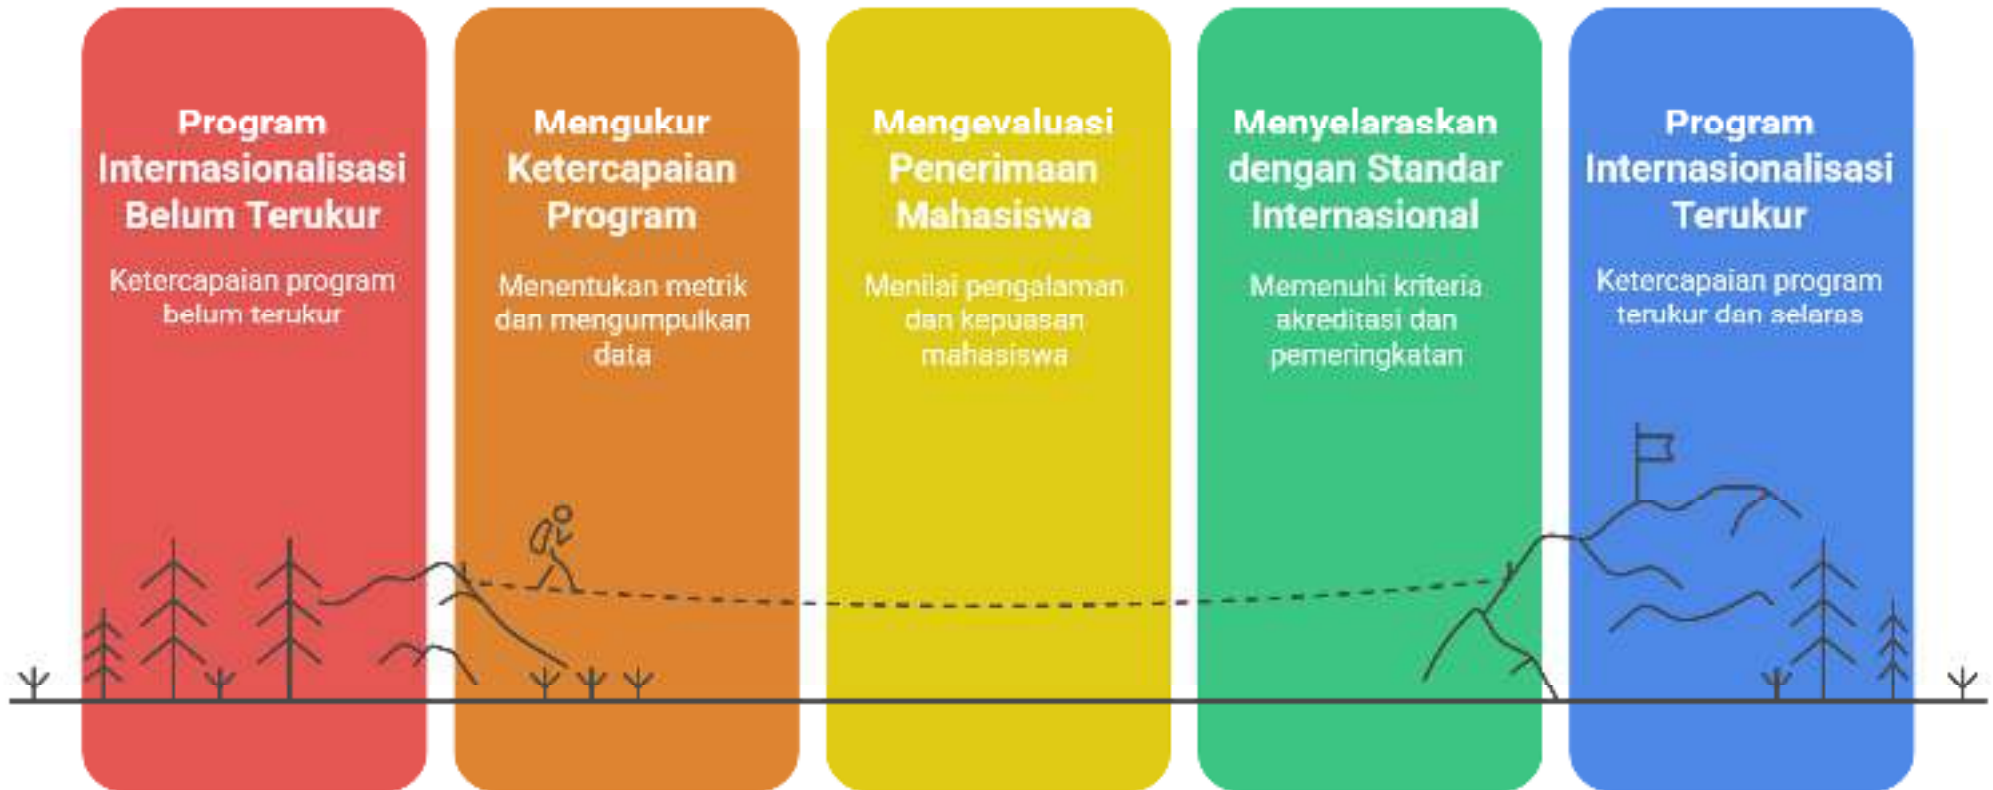 Program
Internasionalisasi
Belum Terukur
Ketercapaian program
belum terukur
Mengukur
Ketercapaian
Program
Menentukan metrik
dan mengumpulkan
data
Mengevaluasi
Penerimaan
Mahasiswa
Menilai pengalaman
dan kepuasan
mahasiswa
Menyelaraskan
dengan Standar
Internasional
Memenuhi kriteria
akreditasi dan
pemeringkatan
Program
Internasionalisasi
Terukur
Ketercapaian program
terukur dan selaras